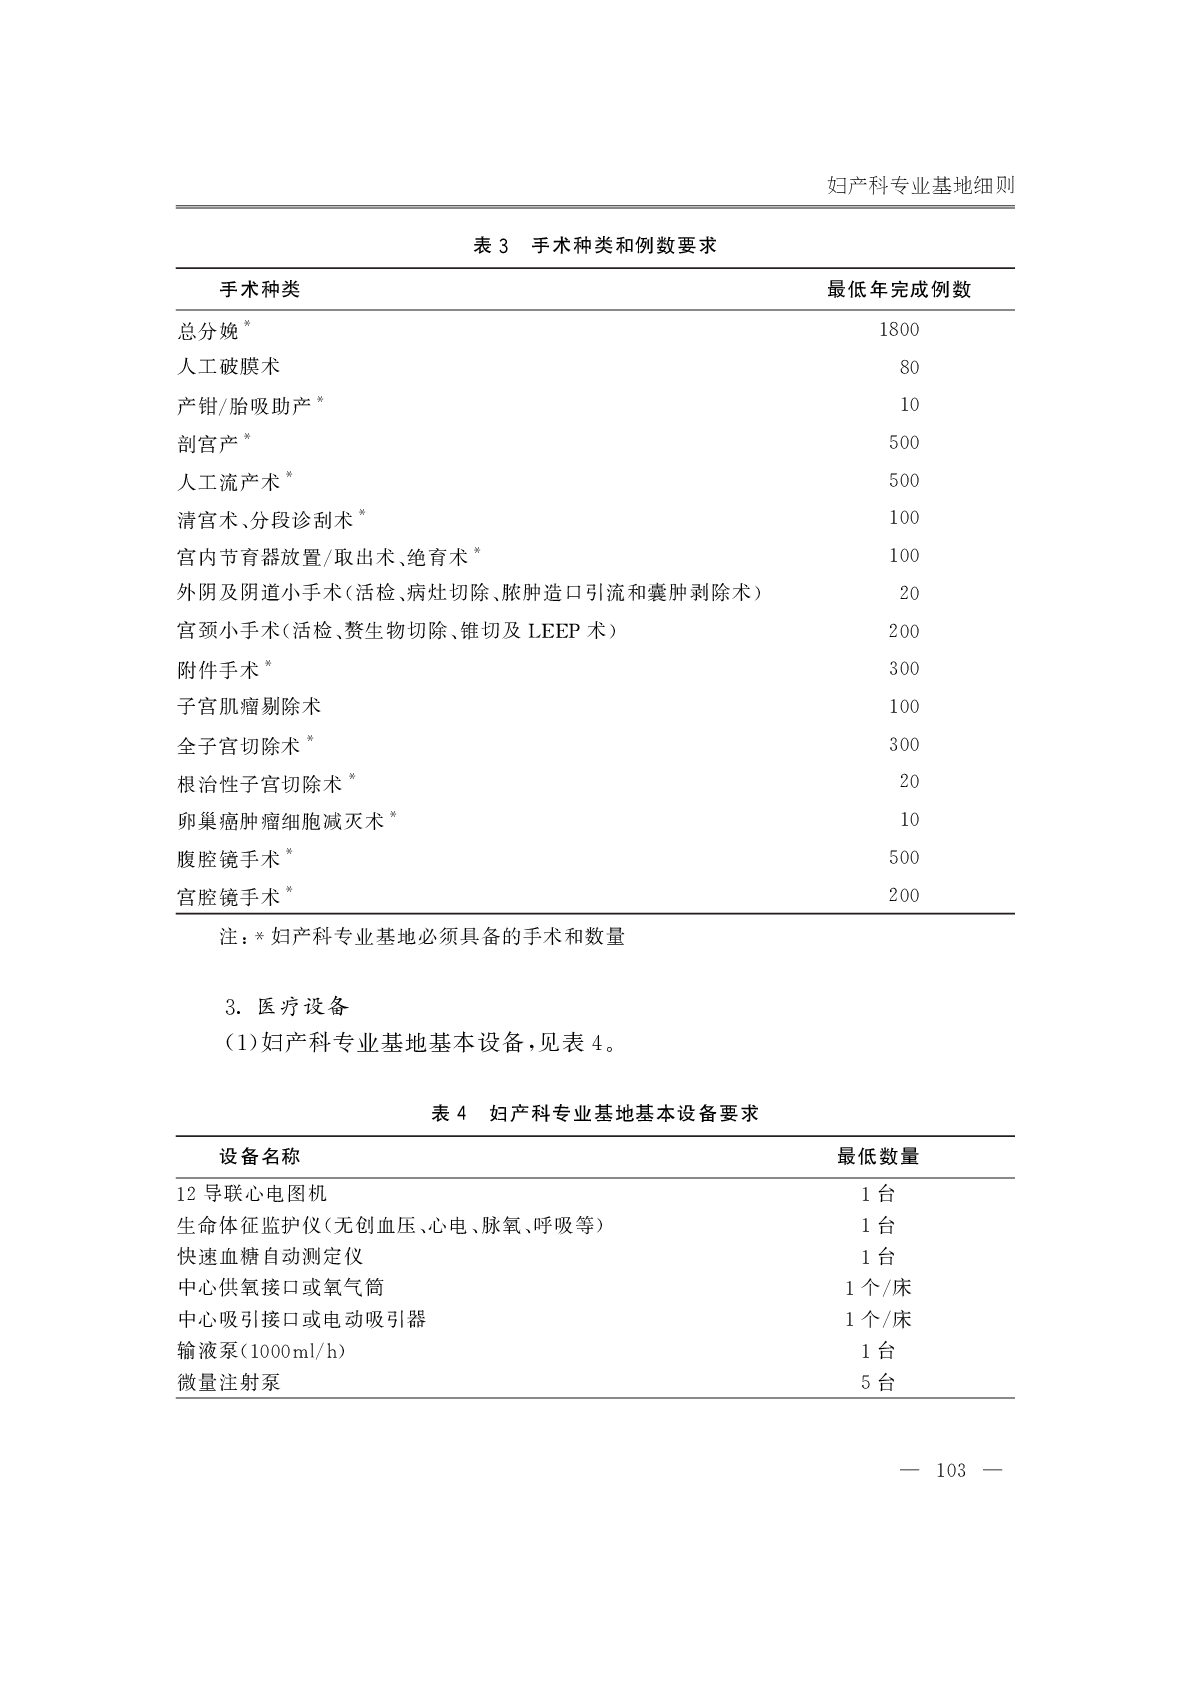 妇产科专业基地细则
表 3 手术种类和例数要求
手术种类 最低年完成例数
总分娩* 1800
人工破膜术 80
产钳/胎吸助产* 10
剖宫产* 500
人工流产术* 500
清宫术、分段诊刮术* 100
宫内节育器放置/取出术、绝育术* 100
外阴及阴道小手术(活检、病灶切除、脓肿造口引流和囊肿剥除术) 20
宫颈小手术(活检、赘生物切除、锥切及 LEEP 术) 200
附件手术* 300
子宫肌瘤剔除术 100
全子宫切除术* 300
根治性子宫切除术* 20
卵巢癌肿瘤细胞减灭术* 10
腹腔镜手术* 500
宫腔镜手术* 200
注:* 妇产科专业基地必须具备的手术和数量
3. 医疗设备
(1)妇产科专业基地基本设备,见表 4。
表 4 妇产科专业基地基本设备要求
设备名称 最低数量
12 导联心电图机 1 台
生命体征监护仪(无创血压、心电、脉氧、呼吸等) 1 台
快速血糖自动测定仪 1 台
中心供氧接口或氧气筒 1 个/床
中心吸引接口或电动吸引器 1 个/床
输液泵(1000ml/h) 1 台
微量注射泵 5 台
— 103 —